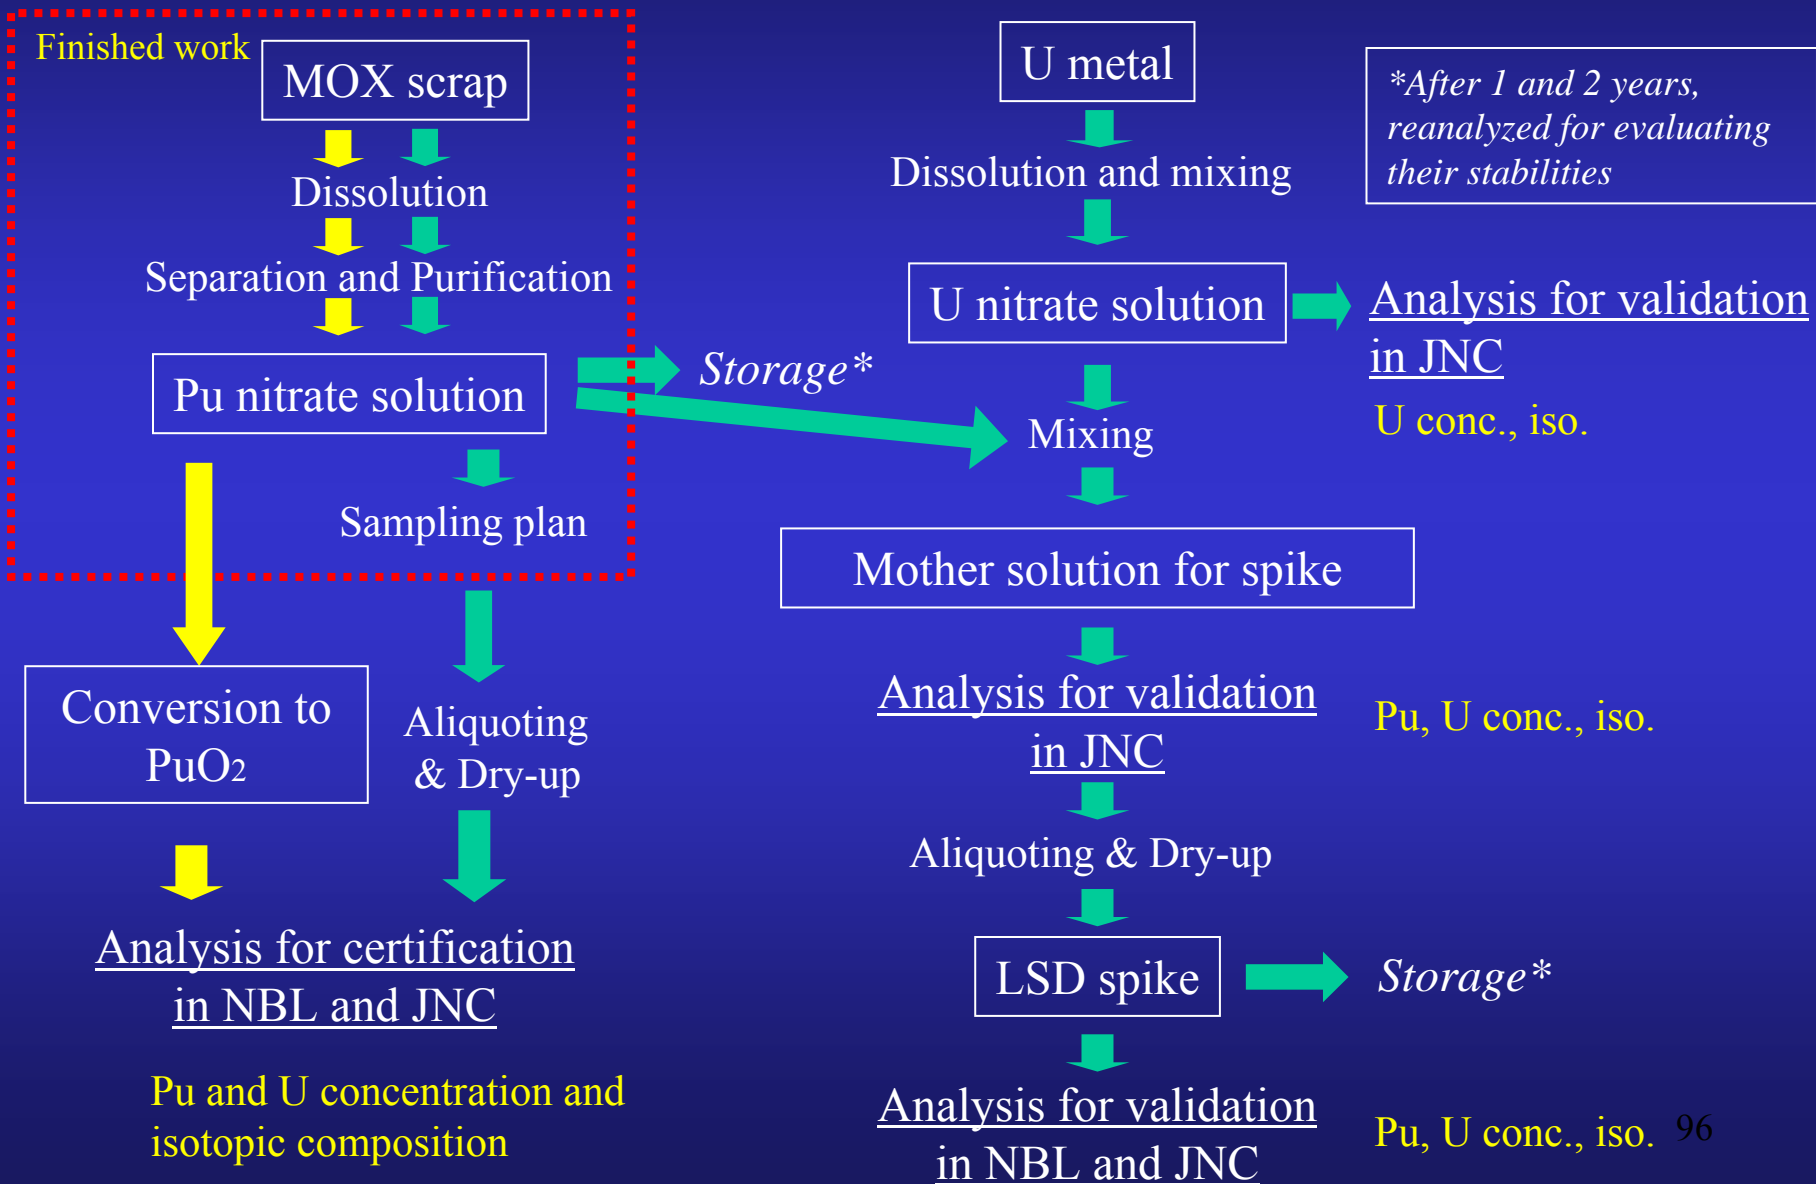 Finished work
MOX scrap
Dissolution
Separation and Purification
Pu nitrate solution
Storage*
Sampling plan
Conversion to
PuO2
Aliquoting
& Dry-up
Analysis for certification
in NBL and JNC
Pu and U concentration and
isotopic composition
U metal
*After 1 and 2 years,
reanalyzed for evaluating
their stabilities
Dissolution and mixing
U nitrate solution
Analysis for validation
in JNC
U conc., iso.
Mixing
Mother solution for spike
Analysis for validation
in JNC
Pu, U conc., iso.
Aliquoting & Dry-up
LSD spike
Storage*
Analysis for validation
in NBL and JNC
Pu, U conc., iso.
96